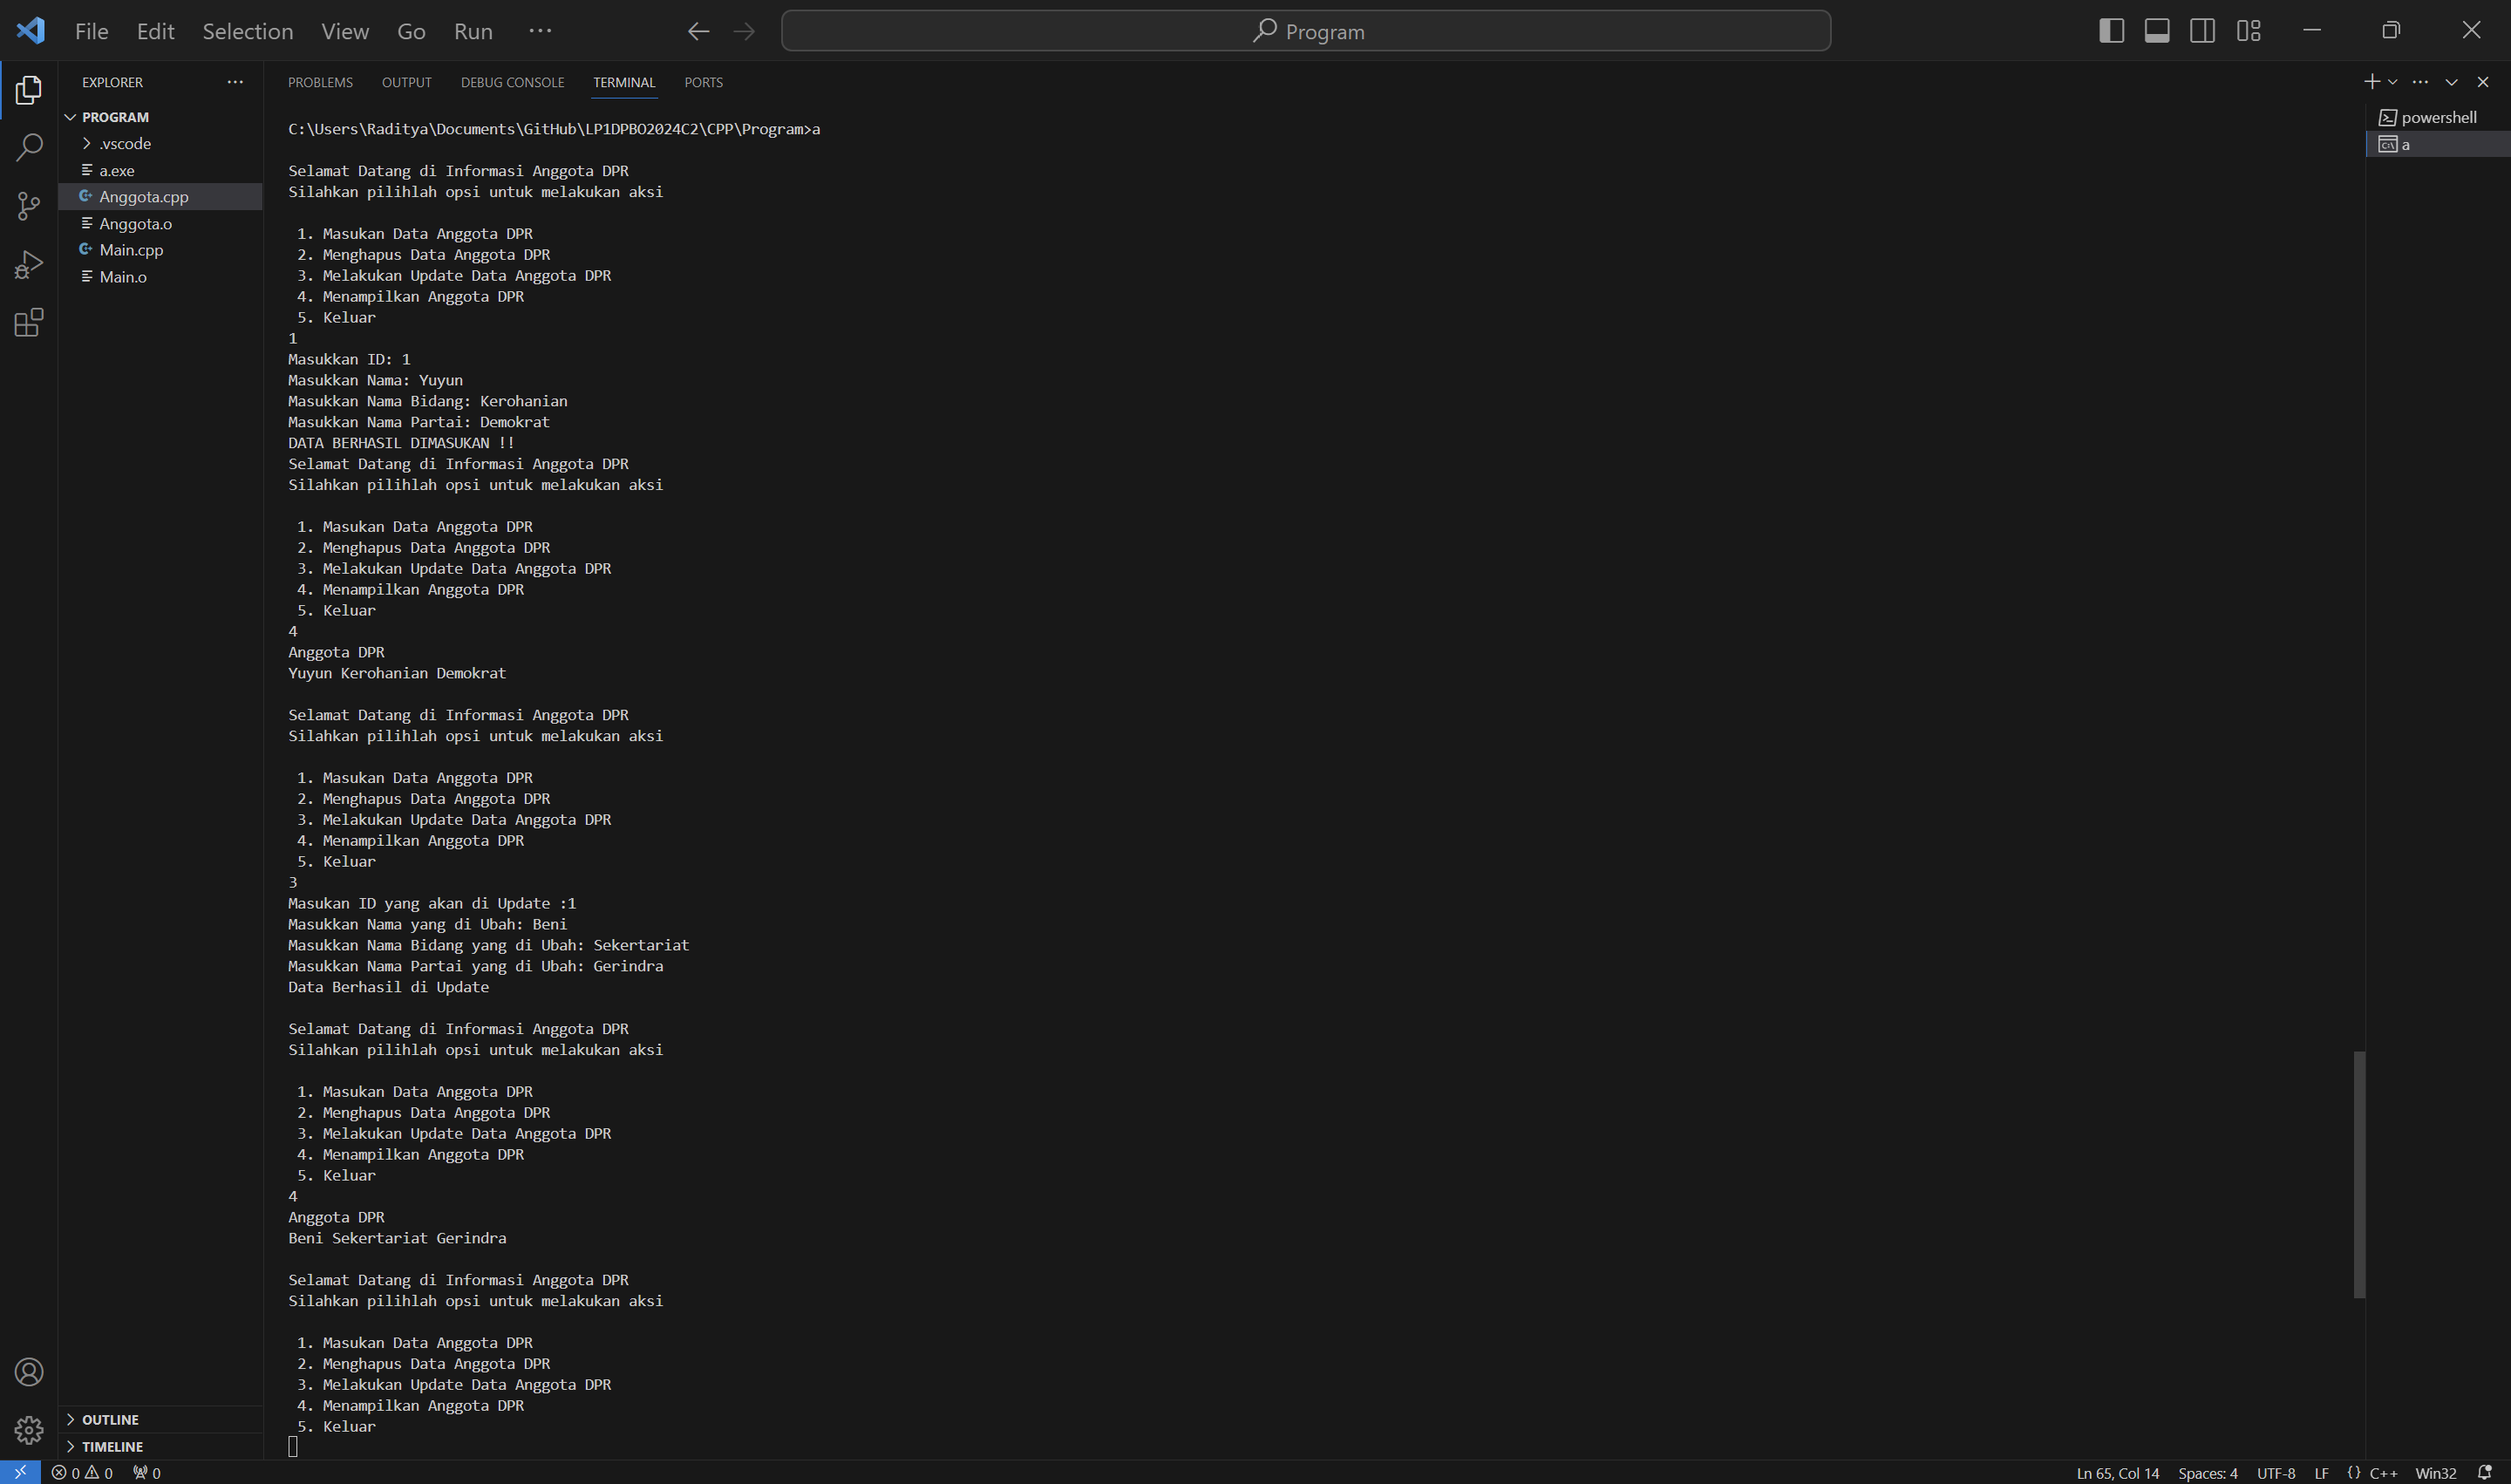 File Edit Selection View Go Run ···
Program
EXPLORER ···
PROGRAM
.vscode
a.exe
Anggota.cpp
Anggota.o
Main.cpp
Main.o
OUTLINE
TIMELINE
PROBLEMS OUTPUT DEBUG CONSOLE TERMINAL PORTS
C:\Users\Raditya\Documents\GitHub\LP1DPBO2024C2\CPP\Program>a
Selamat Datang di Informasi Anggota DPR
Silahkan pilihlah opsi untuk melakukan aksi
1. Masukan Data Anggota DPR
2. Menghapus Data Anggota DPR
3. Melakukan Update Data Anggota DPR
4. Menampilkan Anggota DPR
5. Keluar
1
Masukkan ID: 1
Masukkan Nama: Yuyun
Masukkan Nama Bidang: Kerohanian
Masukkan Nama Partai: Demokrat
DATA BERHASIL DIMASUKAN !!
Selamat Datang di Informasi Anggota DPR
Silahkan pilihlah opsi untuk melakukan aksi
1. Masukan Data Anggota DPR
2. Menghapus Data Anggota DPR
3. Melakukan Update Data Anggota DPR
4. Menampilkan Anggota DPR
5. Keluar
4
Anggota DPR
Yuyun Kerohanian Demokrat
Selamat Datang di Informasi Anggota DPR
Silahkan pilihlah opsi untuk melakukan aksi
1. Masukan Data Anggota DPR
2. Menghapus Data Anggota DPR
3. Melakukan Update Data Anggota DPR
4. Menampilkan Anggota DPR
5. Keluar
3
Masukan ID yang akan di Update :1
Masukkan Nama yang di Ubah: Beni
Masukkan Nama Bidang yang di Ubah: Sekertariat
Masukkan Nama Partai yang di Ubah: Gerindra
Data Berhasil di Update
Selamat Datang di Informasi Anggota DPR
Silahkan pilihlah opsi untuk melakukan aksi
1. Masukan Data Anggota DPR
2. Menghapus Data Anggota DPR
3. Melakukan Update Data Anggota DPR
4. Menampilkan Anggota DPR
5. Keluar
4
Anggota DPR
Beni Sekertariat Gerindra
Selamat Datang di Informasi Anggota DPR
Silahkan pilihlah opsi untuk melakukan aksi
1. Masukan Data Anggota DPR
2. Menghapus Data Anggota DPR
3. Melakukan Update Data Anggota DPR
4. Menampilkan Anggota DPR
5. Keluar
powershell
a
0 0 0
Ln 65, Col 14 Spaces: 4 UTF-8 LF {} C++ Win32